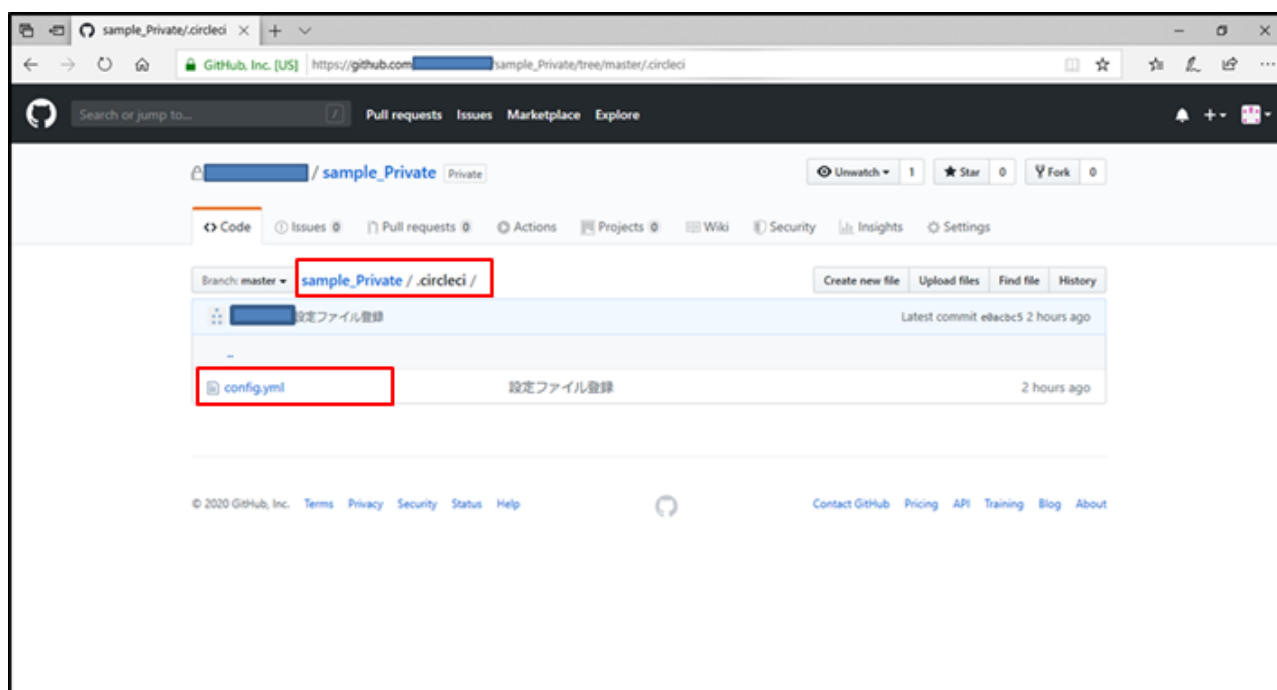 sample_Private/.circleci
GitHub, Inc. [US] https://github.com sample_Private/tree/master/.circleci
Search or jump to... / Pull requests Issues Marketplace Explore
/ sample_Private Private Unwatch 1 Star 0 Fork 0
Code Issues 0 Pull requests 0 Actions Projects 0 Wiki Security Insights Settings
Branch: master sample_Private / .circleci / Create new file Upload files Find file History
設定ファイル登録 Latest commit e0acbc5 2 hours ago
..
config.yml 設定ファイル登録 2 hours ago
© 2020 GitHub, Inc. Terms Privacy Security Status Help Contact GitHub Pricing API Training Blog About